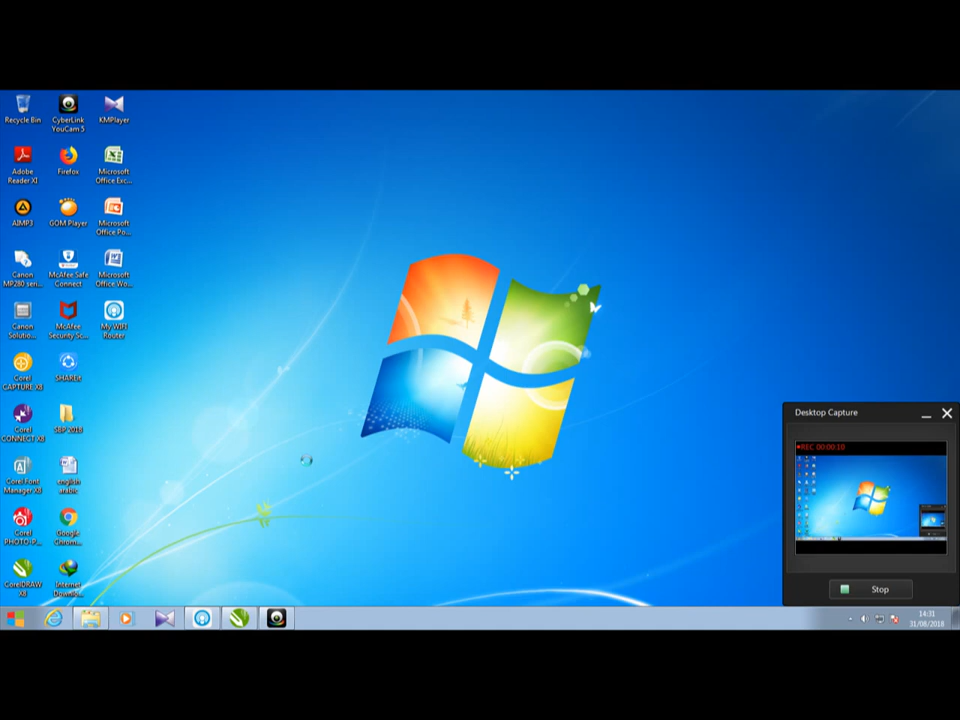 Recycle Bin
CyberLink
YouCam 5
KMPlayer
Adobe
Reader XI
Firefox
Microsoft
Office Exc...
AIMP3
GOM Player
Microsoft
Office Po...
Canon
MP280 seri...
McAfee Safe
Connect
Microsoft
Office Wo...
Canon
Solutio...
McAfee
Security Sc...
My WIFI
Router
Corel
CAPTURE X8
SHAREit
Corel
CONNECT X8
SBP 2018
Corel Font
Manager X8
english
arabic
Corel
PHOTO-P...
Google
Chrom...
CorelDRAW
X8
Internet
Downlo...
Desktop Capture
REC 00:00:10
Stop
14:31
31/08/2018